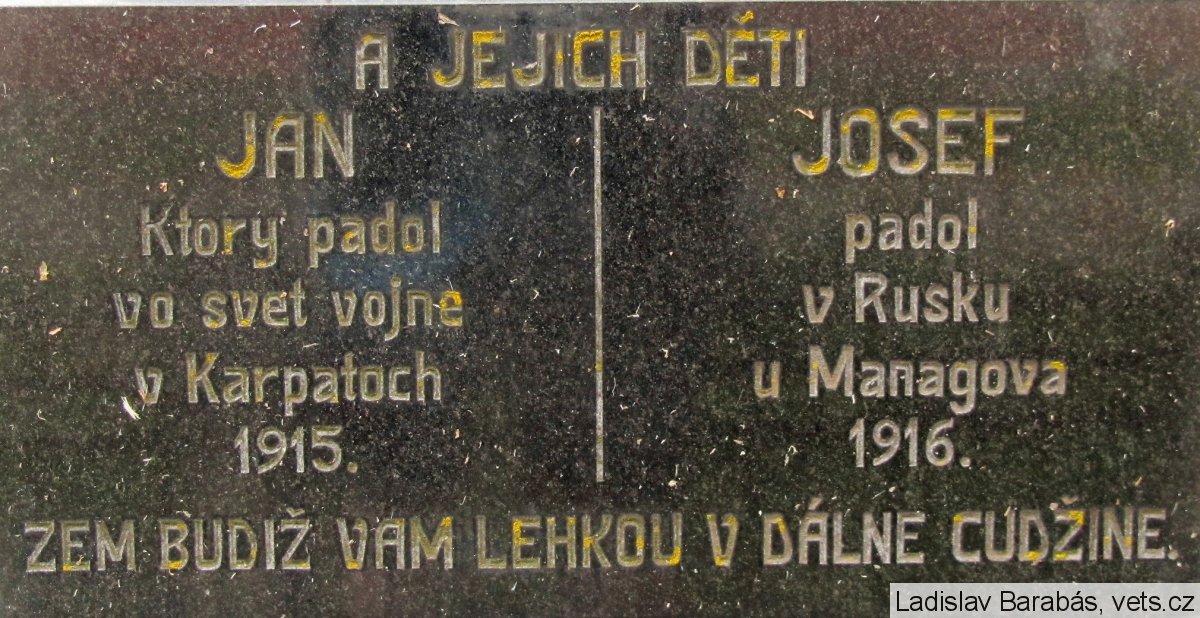 A JEJICH DĚTI
JAN
Ktory padol
vo svet vojne
v Karpatoch
1915.
JOSEF
padol
v Rusku
u Managova
1916.
ZEM BUDIŽ VAM LEHKOU V DÁLNE CUDŽINE.
Ladislav Barabás, vets.cz